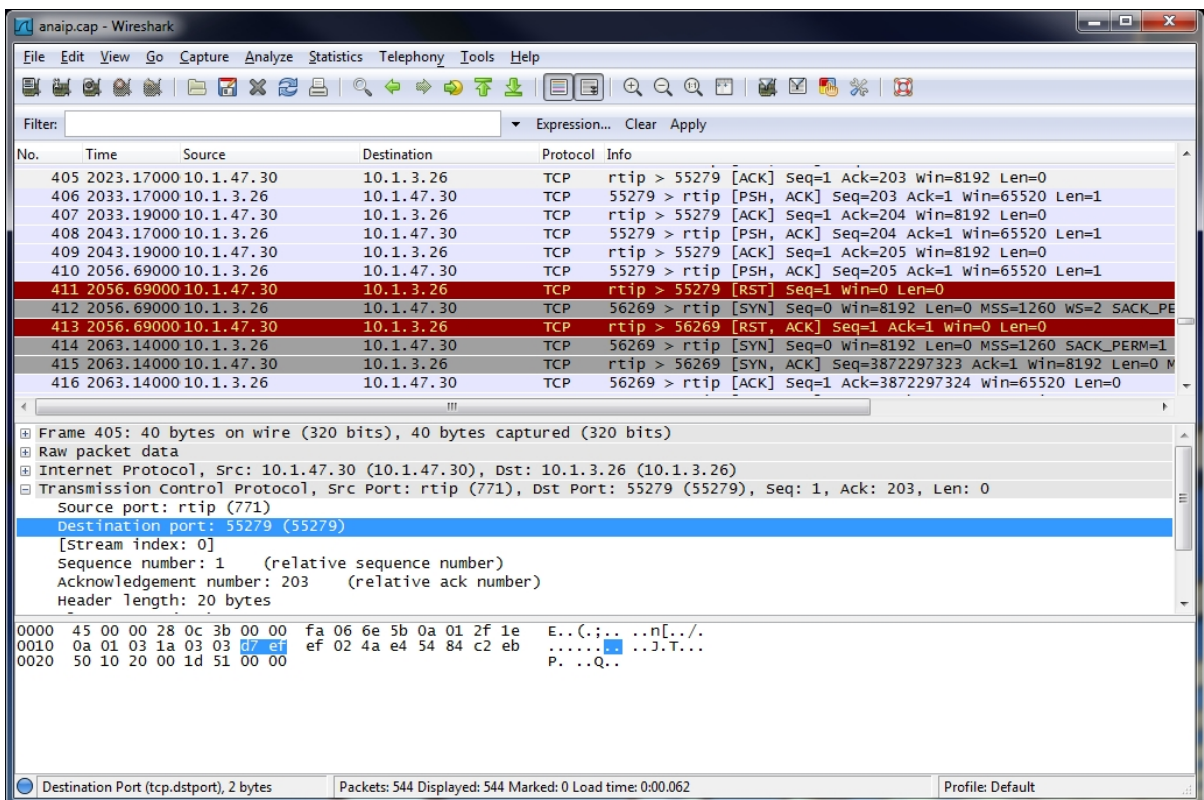 anaip.cap - Wireshark
File Edit View Go Capture Analyze Statistics Telephony Tools Help
Filter: Expression... Clear Apply
No. Time Source Destination Protocol Info
405 2023.17000 10.1.47.30 10.1.3.26 TCP rtip > 55279 [ACK] Seq=1 Ack=203 Win=8192 Len=0
406 2033.17000 10.1.3.26 10.1.47.30 TCP 55279 > rtip [PSH, ACK] Seq=203 Ack=1 Win=65520 Len=1
407 2033.19000 10.1.47.30 10.1.3.26 TCP rtip > 55279 [ACK] Seq=1 Ack=204 Win=8192 Len=0
408 2043.17000 10.1.3.26 10.1.47.30 TCP 55279 > rtip [PSH, ACK] Seq=204 Ack=1 Win=65520 Len=1
409 2043.19000 10.1.47.30 10.1.3.26 TCP rtip > 55279 [ACK] Seq=1 Ack=205 Win=8192 Len=0
410 2056.69000 10.1.3.26 10.1.47.30 TCP 55279 > rtip [PSH, ACK] Seq=205 Ack=1 Win=65520 Len=1
411 2056.69000 10.1.47.30 10.1.3.26 TCP rtip > 55279 [RST] Seq=1 Win=0 Len=0
412 2056.69000 10.1.3.26 10.1.47.30 TCP 56269 > rtip [SYN] Seq=0 Win=8192 Len=0 MSS=1260 WS=2 SACK_PE
413 2056.69000 10.1.47.30 10.1.3.26 TCP rtip > 56269 [RST, ACK] Seq=1 Ack=1 Win=0 Len=0
414 2063.14000 10.1.3.26 10.1.47.30 TCP 56269 > rtip [SYN] Seq=0 Win=8192 Len=0 MSS=1260 SACK_PERM=1
415 2063.14000 10.1.47.30 10.1.3.26 TCP rtip > 56269 [SYN, ACK] Seq=3872297323 Ack=1 Win=8192 Len=0 M
416 2063.14000 10.1.3.26 10.1.47.30 TCP 56269 > rtip [ACK] Seq=1 Ack=3872297324 Win=65520 Len=0
Frame 405: 40 bytes on wire (320 bits), 40 bytes captured (320 bits)
Raw packet data
Internet Protocol, Src: 10.1.47.30 (10.1.47.30), Dst: 10.1.3.26 (10.1.3.26)
Transmission Control Protocol, Src Port: rtip (771), Dst Port: 55279 (55279), Seq: 1, Ack: 203, Len: 0
Source port: rtip (771)
Destination port: 55279 (55279)
[Stream index: 0]
Sequence number: 1 (relative sequence number)
Acknowledgement number: 203 (relative ack number)
Header length: 20 bytes
0000 45 00 00 28 0c 3b 00 00 fa 06 6e 5b 0a 01 2f 1e E..(.;.. ..n[../.
0010 0a 01 03 1a 03 03 d7 ef ef 02 4a e4 54 84 c2 eb ........ ..J.T...
0020 50 10 20 00 1d 51 00 00 P. ..Q..
Destination Port (tcp.dstport), 2 bytes Packets: 544 Displayed: 544 Marked: 0 Load time: 0:00.062 Profile: Default